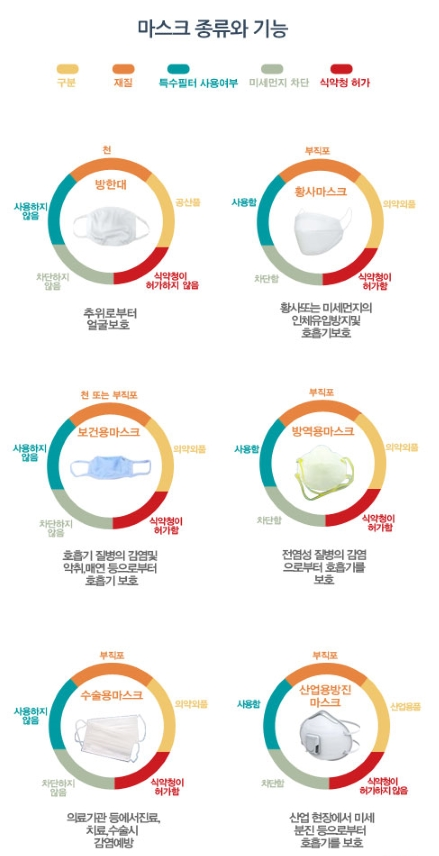 마스크 종류와 기능
구분
재질
특수필터 사용여부
미세먼지 차단
식약청 허가
천
방한대
공산품
사용하지
않음
차단하지
않음
식약청이
허가하지 않음
추위로부터
얼굴보호
부직포
황사마스크
의약외품
사용함
차단함
식약청이
허가함
황사또는 미세먼지의
인체유입방지및
호흡기보호
천 또는 부직포
보건용마스크
의약외품
사용하지
않음
차단하지
않음
식약청이
허가함
호흡기 질병의 감염및
악취,매연 등으로부터
호흡기 보호
부직포
방역용마스크
의약외품
사용함
차단함
식약청이
허가함
전염성 질병의 감염
으로부터 호흡기를
보호
부직포
수술용마스크
의약외품
사용하지
않음
차단하지
않음
식약청이
허가함
의료기관 등에서진료,
치료,수술시
감염예방
부직포
산업용방진
마스크
산업용품
사용함
차단함
식약청이
허가하지 않음
산업 현장에서 미세
분진 등으로부터
호흡기를 보호